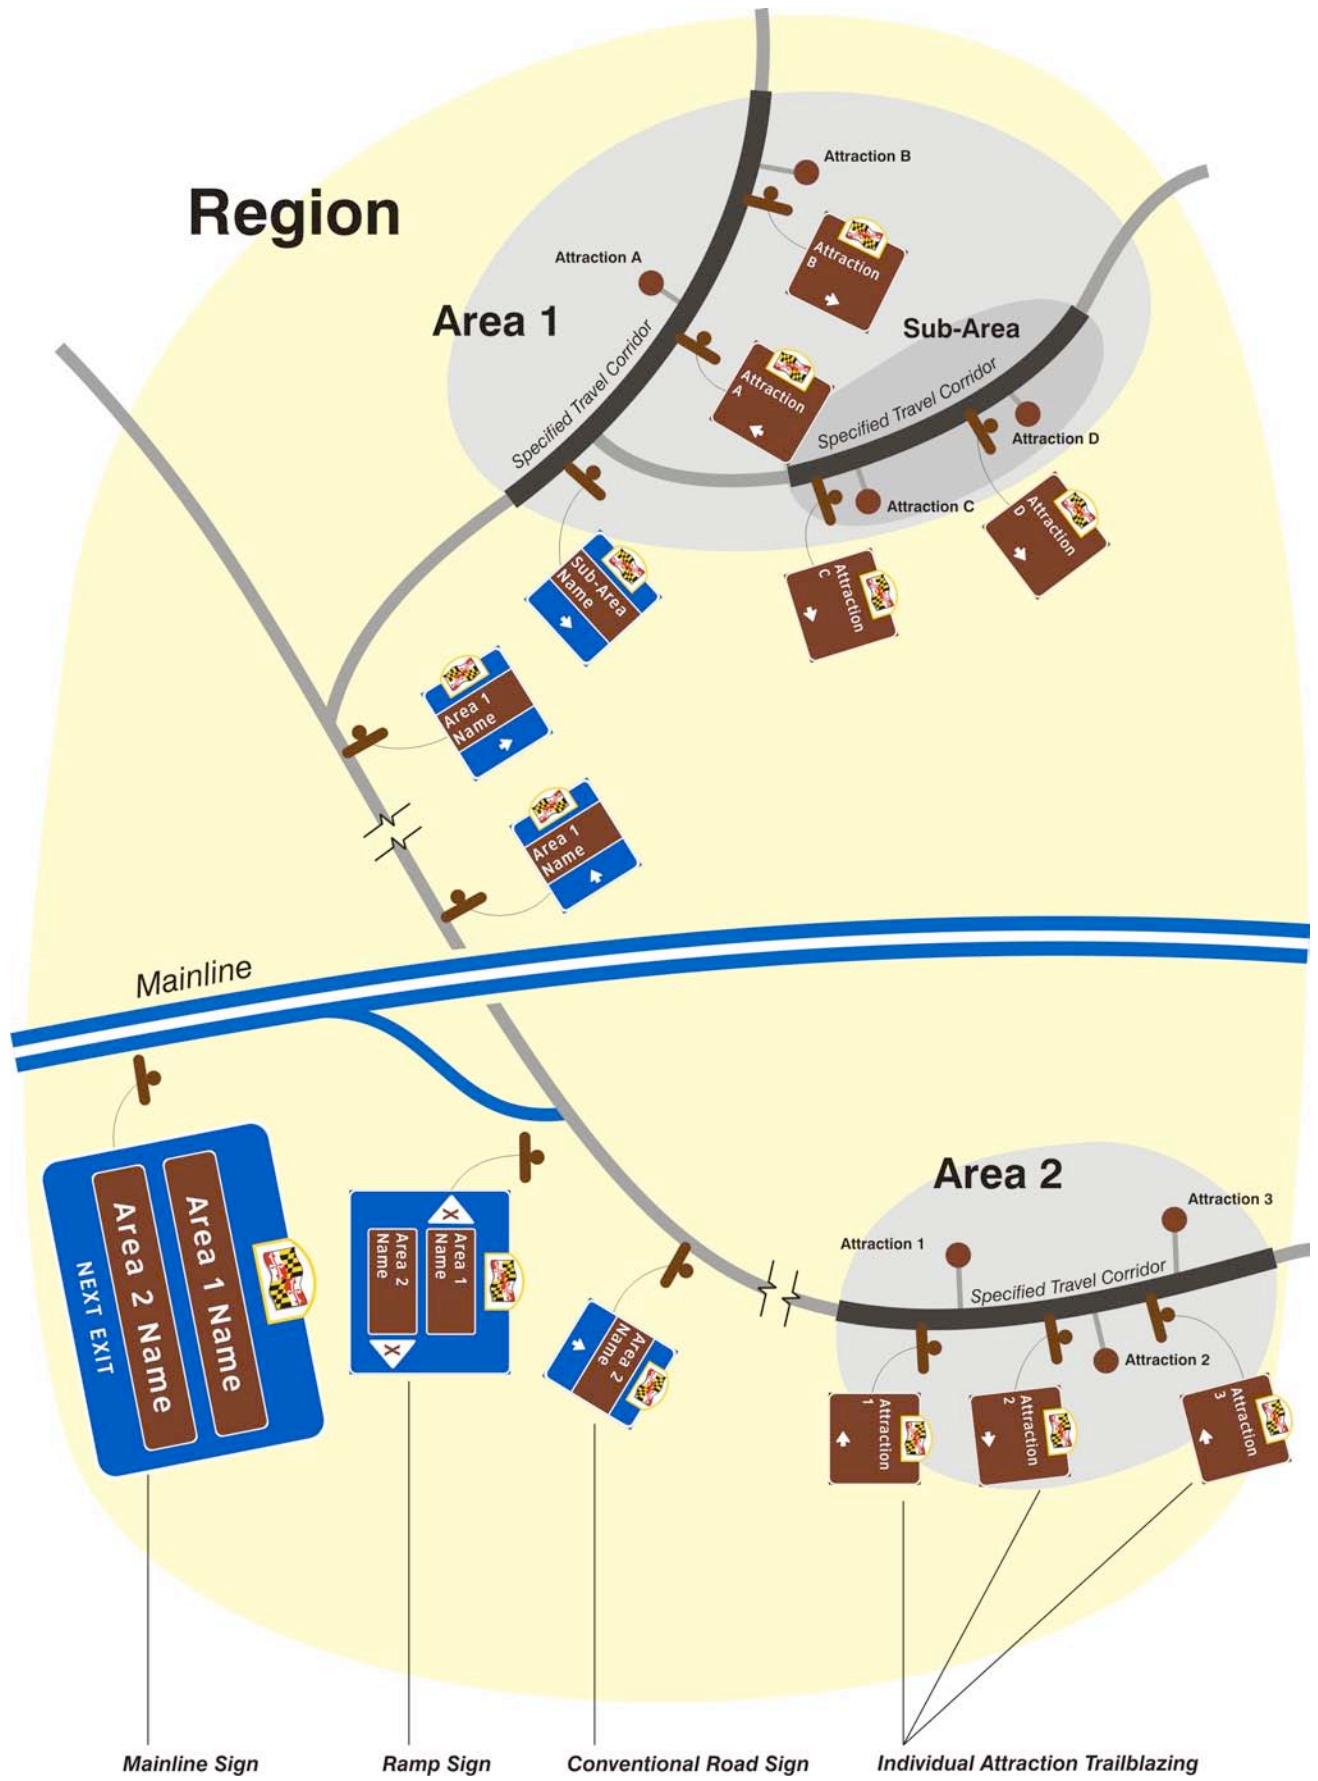 Attraction B
Region
Attraction
B
Attraction A
Area 1
Sub-Area
Specified Travel Corridor
Attraction
A
Specified Travel Corridor
Attraction D
Attraction C
Attraction
D
Sub-Area
Name
Attraction
C
Area 1
Name
Area 1
Name
Mainline
Area 2
Attraction 3
Attraction 1
Specified Travel Corridor
Attraction 2
Area 1 Name
Area 2 Name
NEXT EXIT
X
Area 1
Name
Area 2
Name
X
Area 2
Name
Attraction
1
Attraction
2
Attraction
3
Mainline Sign
Ramp Sign
Conventional Road Sign
Individual Attraction Trailblazing